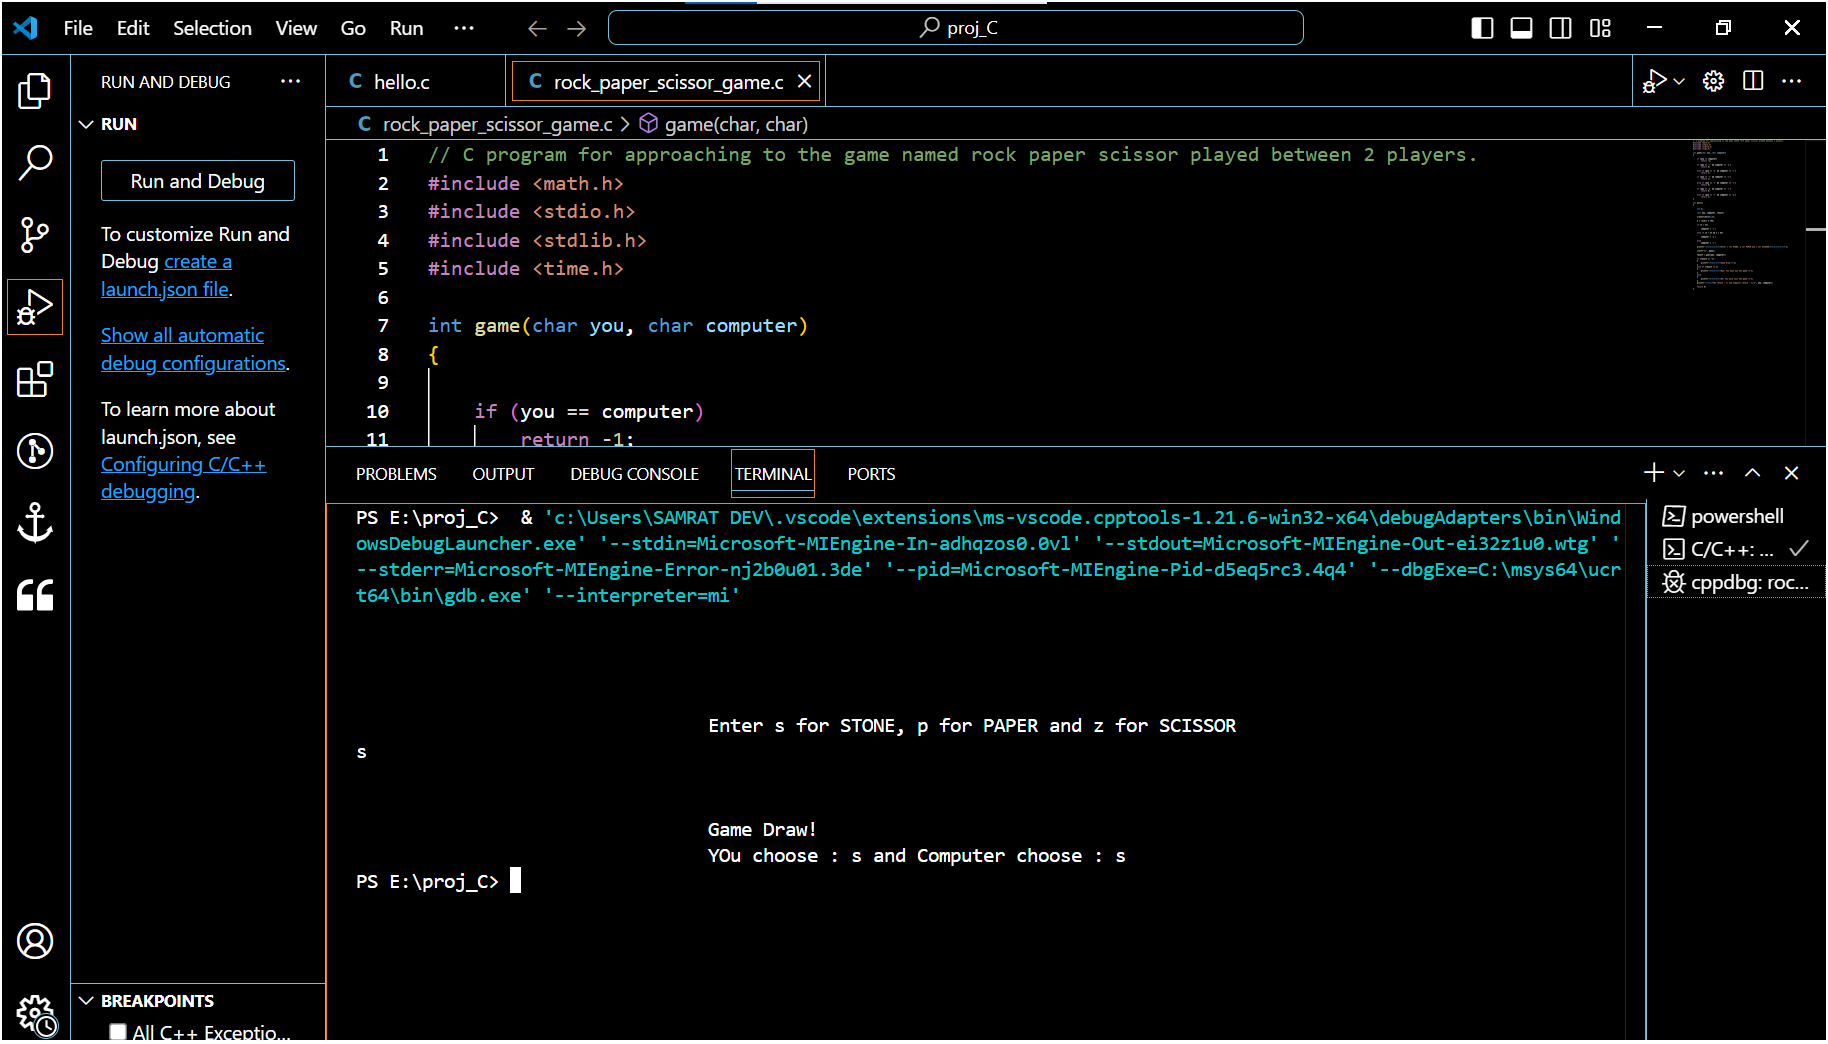 File Edit Selection View Go Run ···
proj_C
RUN AND DEBUG ···
RUN
Run and Debug
To customize Run and
Debug create a
launch.json file.
Show all automatic
debug configurations.
To learn more about
launch.json, see
Configuring C/C++
debugging.
BREAKPOINTS
All C++ Exceptio...
C hello.c
C rock_paper_scissor_game.c
C rock_paper_scissor_game.c > game(char, char)
1 // C program for approaching to the game named rock paper scissor played between 2 players.
2 #include <math.h>
3 #include <stdio.h>
4 #include <stdlib.h>
5 #include <time.h>
6
7 int game(char you, char computer)
8 {
9
10 if (you == computer)
11 return -1;
PROBLEMS OUTPUT DEBUG CONSOLE TERMINAL PORTS
PS E:\proj_C>  & 'c:\Users\SAMRAT DEV\.vscode\extensions\ms-vscode.cpptools-1.21.6-win32-x64\debugAdapters\bin\Wind
owsDebugLauncher.exe' '--stdin=Microsoft-MIEngine-In-adhqzos0.0vl' '--stdout=Microsoft-MIEngine-Out-ei32z1u0.wtg' '
--stderr=Microsoft-MIEngine-Error-nj2b0u01.3de' '--pid=Microsoft-MIEngine-Pid-d5eq5rc3.4q4' '--dbgExe=C:\msys64\ucr
t64\bin\gdb.exe' '--interpreter=mi'
Enter s for STONE, p for PAPER and z for SCISSOR
s
Game Draw!
YOu choose : s and Computer choose : s
PS E:\proj_C>
powershell
C/C++: ...
cppdbg: roc...